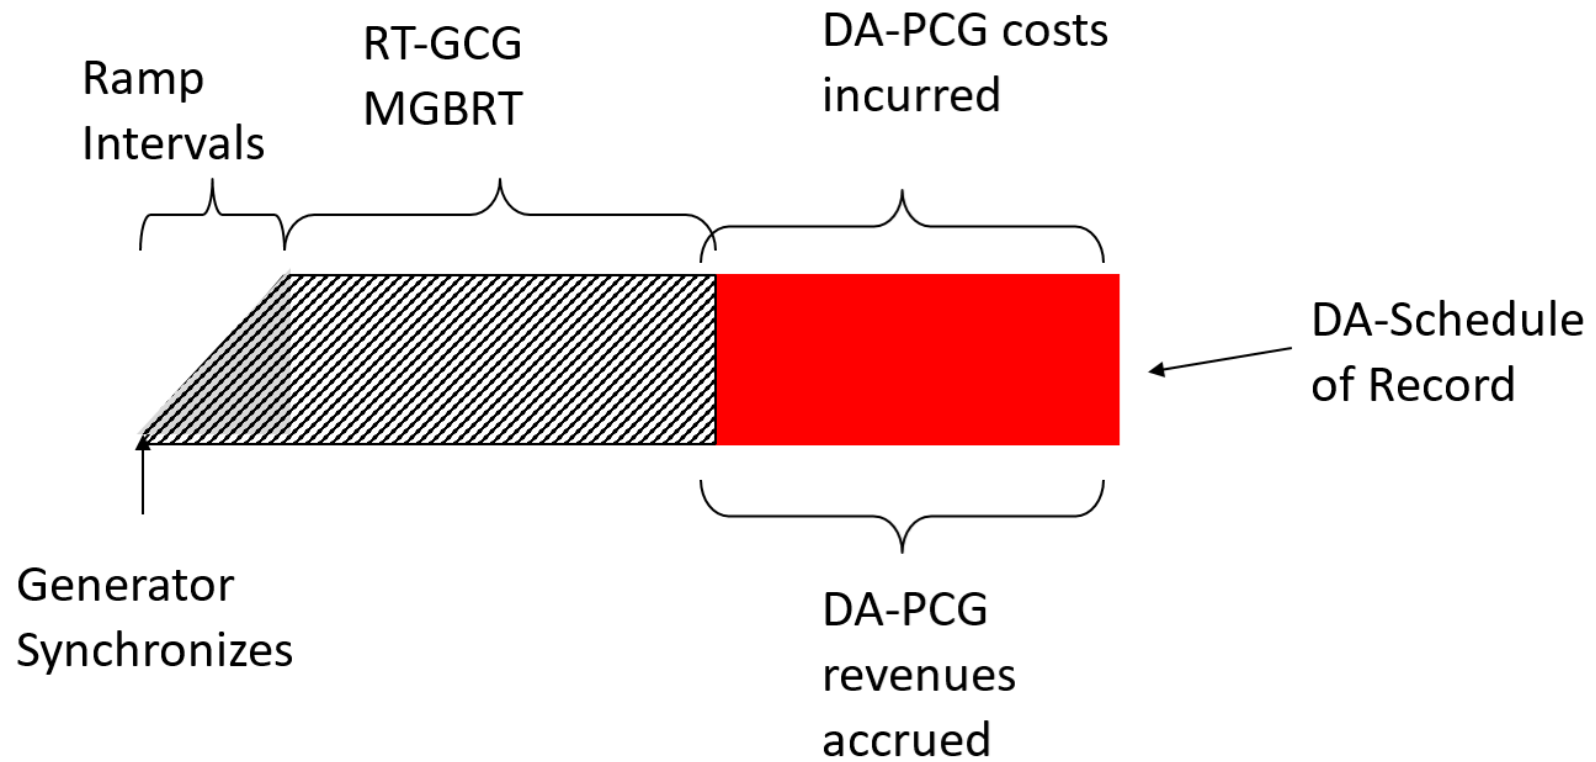 Ramp
Intervals
RT-GCG
MGBRT
DA-PCG costs
incurred
DA-Schedule
of Record
Generator
Synchronizes
DA-PCG
revenues
accrued